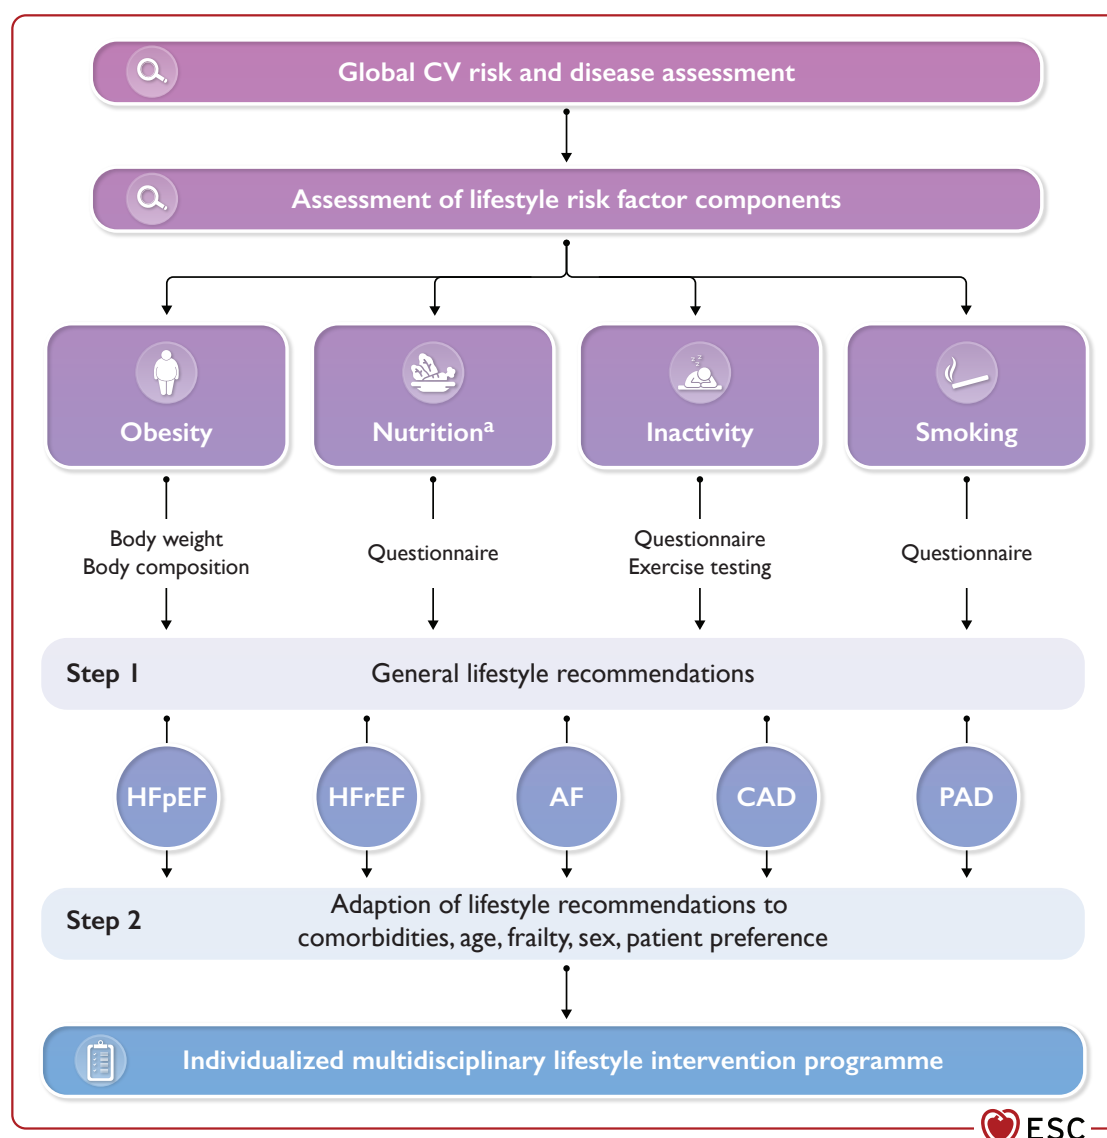 Global CV risk and disease assessment
Assessment of lifestyle risk factor components
Obesity
Nutritionᵃ
Inactivity
Smoking
Body weight
Body composition
Questionnaire
Questionnaire
Exercise testing
Questionnaire
Step 1
General lifestyle recommendations
HFpEF
HFrEF
AF
CAD
PAD
Step 2
Adaption of lifestyle recommendations to
comorbidities, age, frailty, sex, patient preference
Individualized multidisciplinary lifestyle intervention programme
ESC